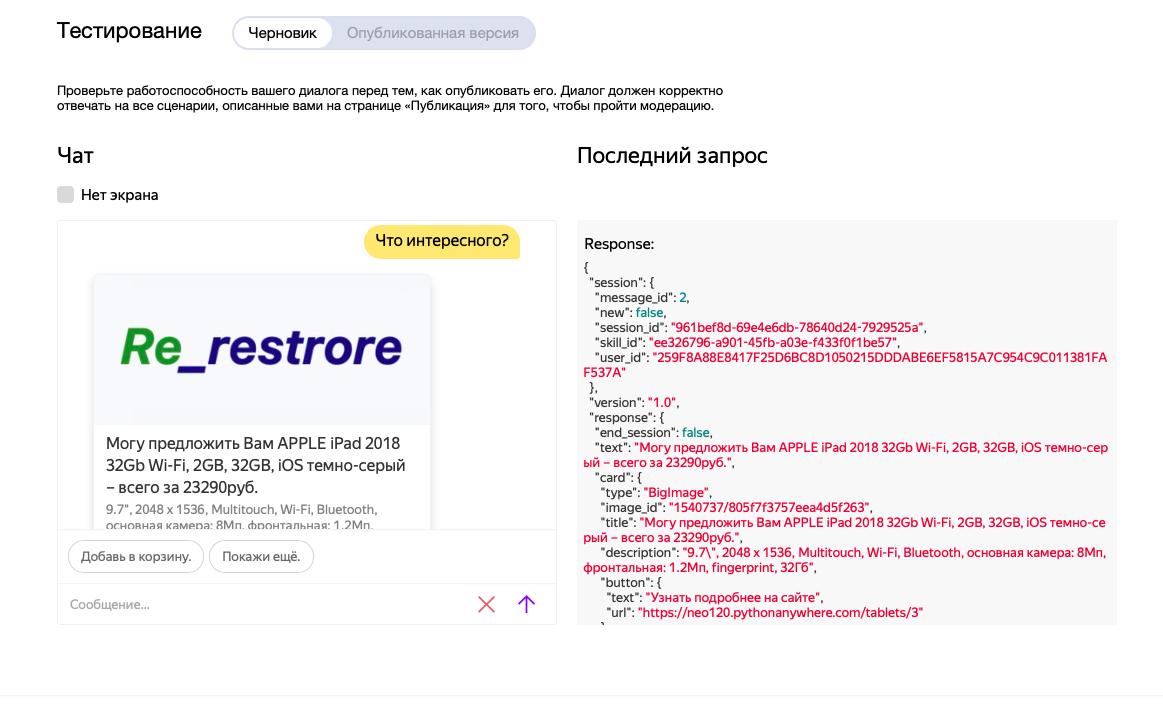 Тестирование
Черновик
Опубликованная версия
Проверьте работоспособность вашего диалога перед тем, как опубликовать его. Диалог должен корректно
отвечать на все сценарии, описанные вами на странице «Публикация» для того, чтобы пройти модерацию.
Чат
Нет экрана
Что интересного?
Re_restrore
Могу предложить Вам APPLE iPad 2018
32Gb Wi-Fi, 2GB, 32GB, iOS темно-серый
– всего за 23290руб.
9.7", 2048 x 1536, Multitouch, Wi-Fi, Bluetooth,
основная камера: 8Мп, фронтальная: 1.2Мп,
Добавь в корзину.
Покажи ещё.
Сообщение...
Последний запрос
Response:
{
"session": {
"message_id": 2,
"new": false,
"session_id": "961bef8d-69e4e6db-78640d24-7929525a",
"skill_id": "ee326796-a901-45fb-a03e-f433f0f1be57",
"user_id": "259F8A88E8417F25D6BC8D1050215DDDABE6EF5815A7C954C9C011381FA
F537A"
},
"version": "1.0",
"response": {
"end_session": false,
"text": "Могу предложить Вам APPLE iPad 2018 32Gb Wi-Fi, 2GB, 32GB, iOS темно-сер
ый – всего за 23290руб.",
"card": {
"type": "BigImage",
"image_id": "1540737/805f7f3757eea4d5f263",
"title": "Могу предложить Вам APPLE iPad 2018 32Gb Wi-Fi, 2GB, 32GB, iOS темно-се
рый – всего за 23290руб.",
"description": "9.7\", 2048 x 1536, Multitouch, Wi-Fi, Bluetooth, основная камера: 8Мп,
фронтальная: 1.2Мп, fingerprint, 32Гб",
"button": {
"text": "Узнать подробнее на сайте",
"url": "https://neo120.pythonanywhere.com/tablets/3"
}